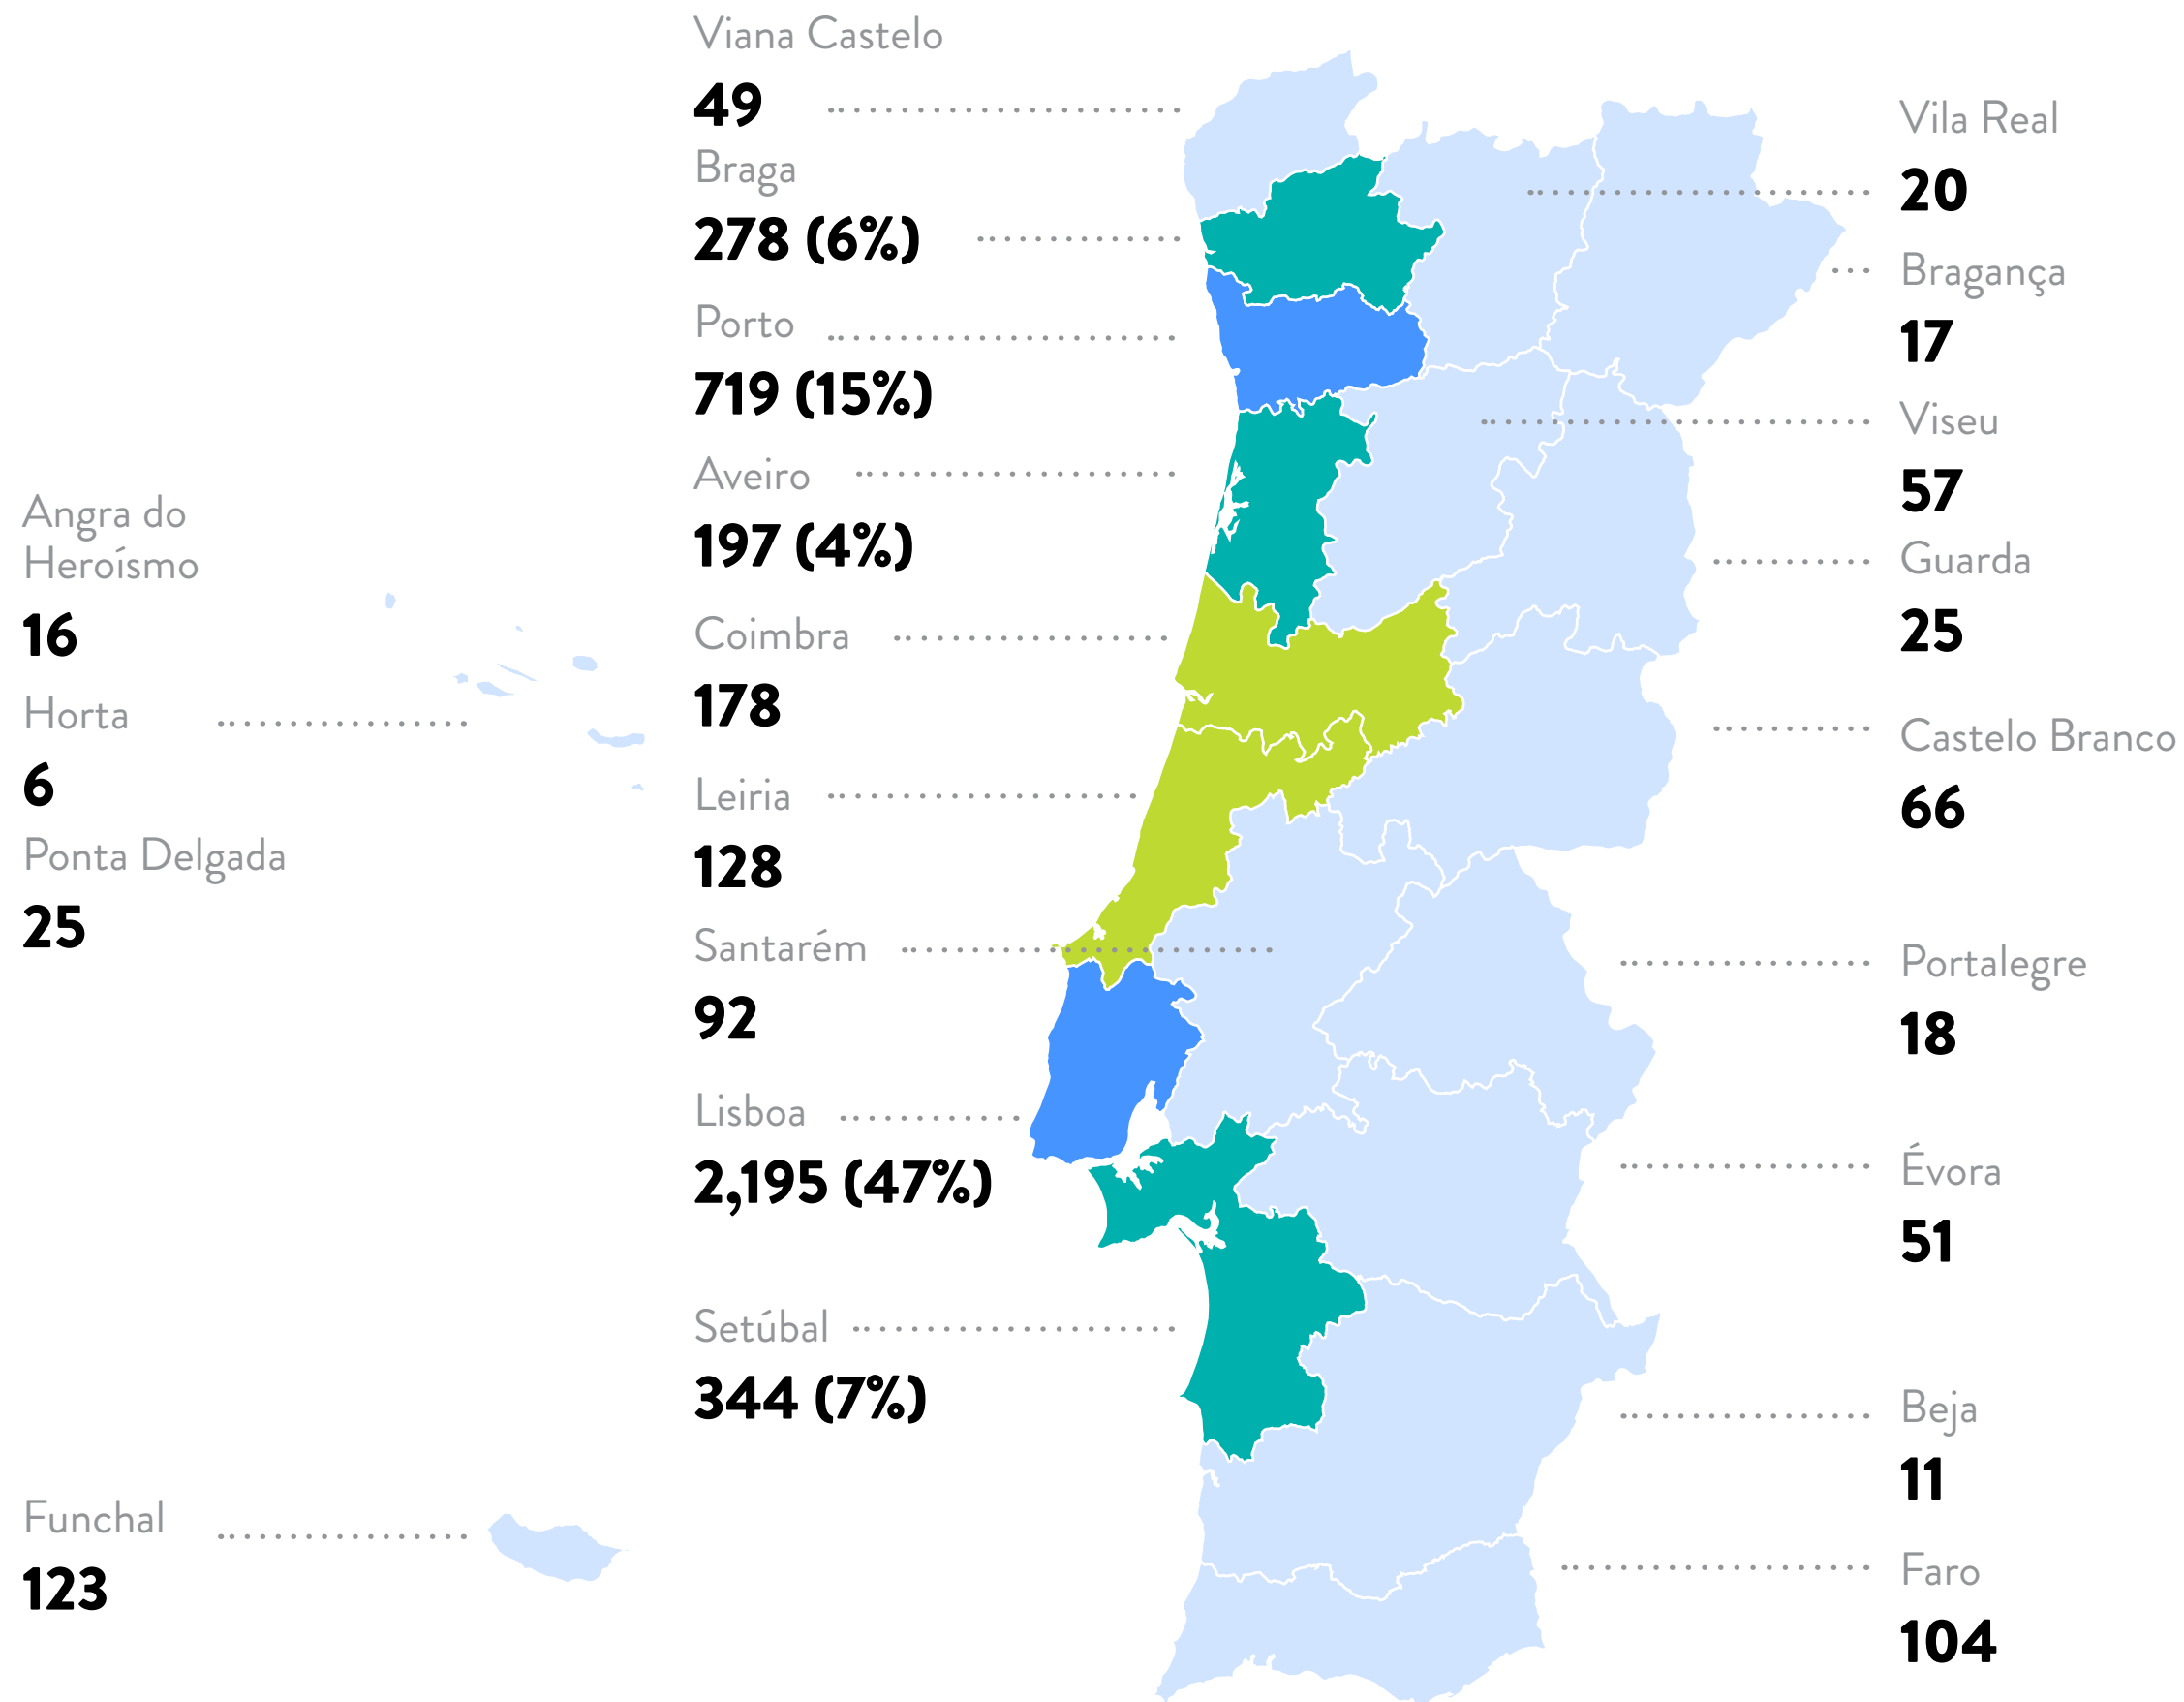 Viana Castelo
49
Braga
278 (6%)
Porto
719 (15%)
Aveiro
197 (4%)
Coimbra
178
Leiria
128
Santarém
92
Lisboa
2,195 (47%)
Setúbal
344 (7%)
Angra do
Heroísmo
16
Horta
6
Ponta Delgada
25
Funchal
123
Vila Real
20
Bragança
17
Viseu
57
Guarda
25
Castelo Branco
66
Portalegre
18
Évora
51
Beja
11
Faro
104